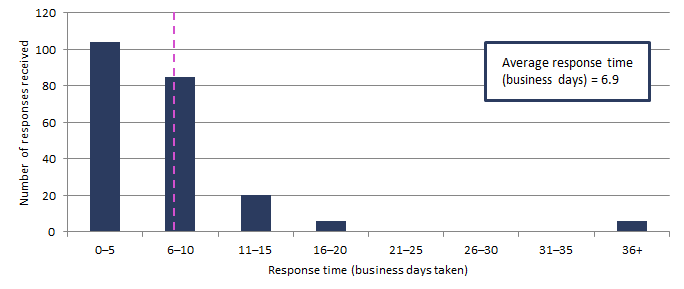 120
100
80
60
40
20
0
Number of responses received
Average response time
(business days) = 6.9
0–5 6–10 11–15 16–20 21–25 26–30 31–35 36+
Response time (business days taken)